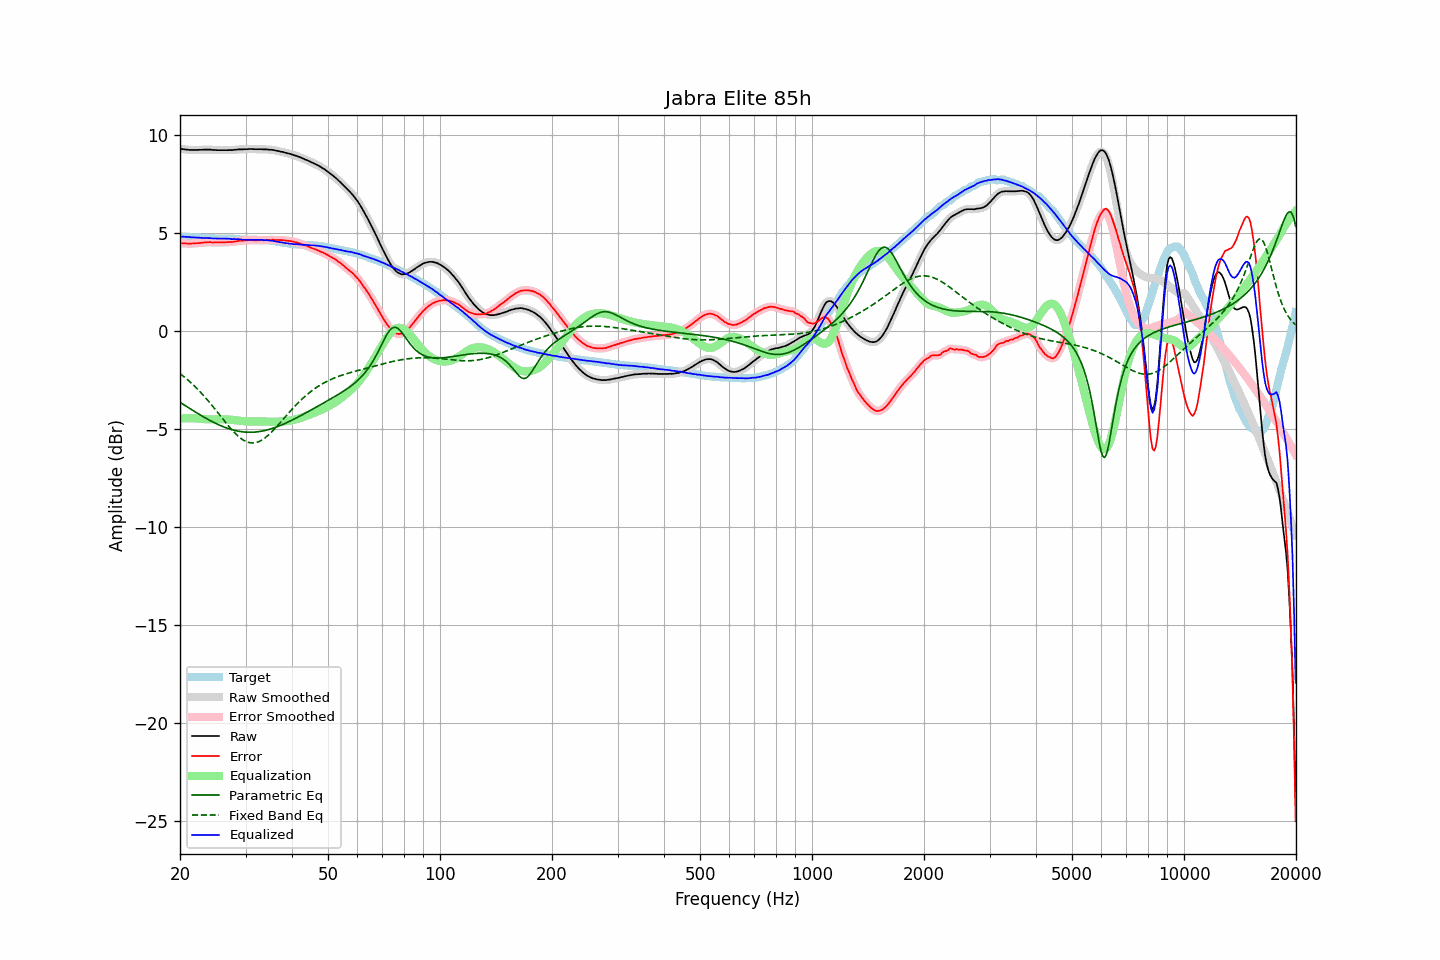 Jabra Elite 85h
10
5
0
−5
−10
−15
−20
−25
Amplitude (dBr)
Target
Raw Smoothed
Error Smoothed
Raw
Error
Equalization
Parametric Eq
Fixed Band Eq
Equalized
20 50 100 200 500 1000 2000 5000 10000 20000
Frequency (Hz)